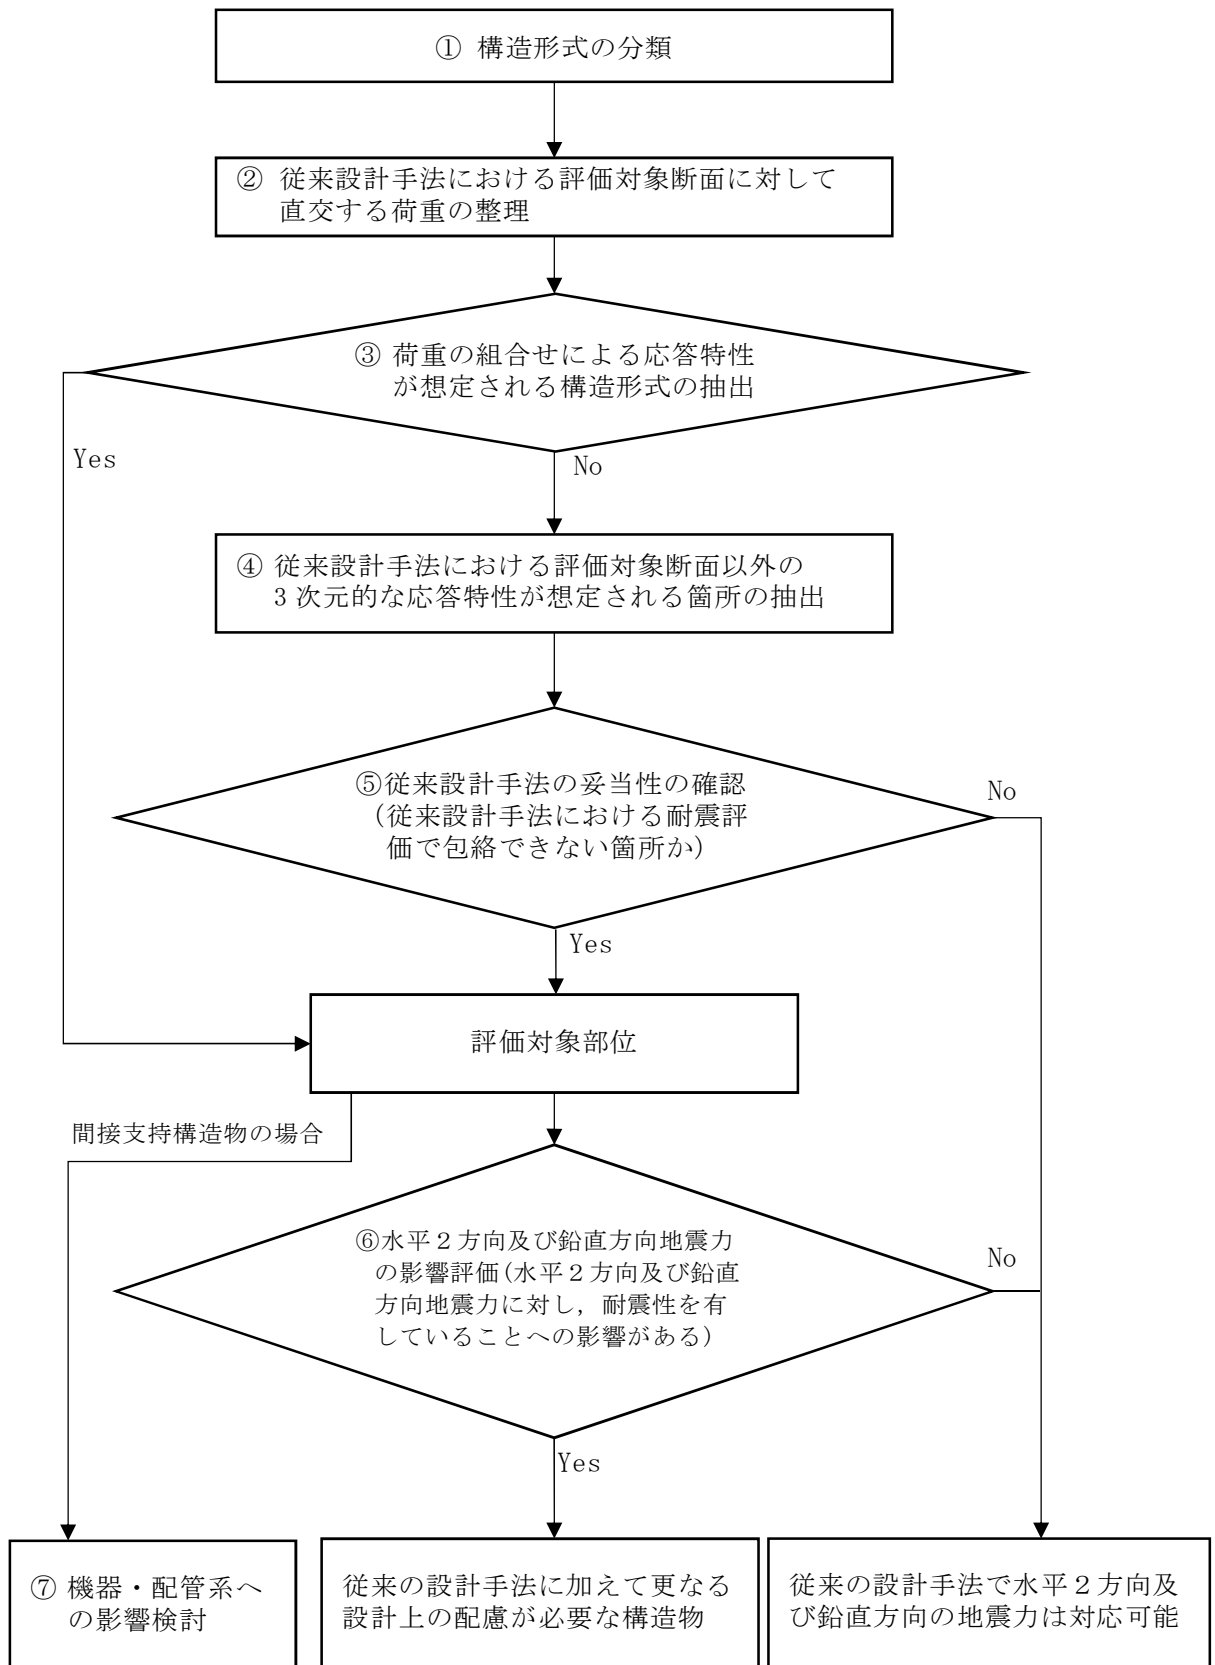 ① 構造形式の分類
② 従来設計手法における評価対象断面に対して
直交する荷重の整理
③ 荷重の組合せによる応答特性
が想定される構造形式の抽出
Yes
No
④ 従来設計手法における評価対象断面以外の
3次元的な応答特性が想定される箇所の抽出
⑤従来設計手法の妥当性の確認
(従来設計手法における耐震評
価で包絡できない箇所か)
No
Yes
評価対象部位
間接支持構造物の場合
⑥水平2方向及び鉛直方向地震力
の影響評価(水平2方向及び鉛直
方向地震力に対し,耐震性を有
していることへの影響がある)
No
Yes
⑦ 機器・配管系へ
の影響検討
従来の設計手法に加えて更なる
設計上の配慮が必要な構造物
従来の設計手法で水平2方向及
び鉛直方向の地震力は対応可能